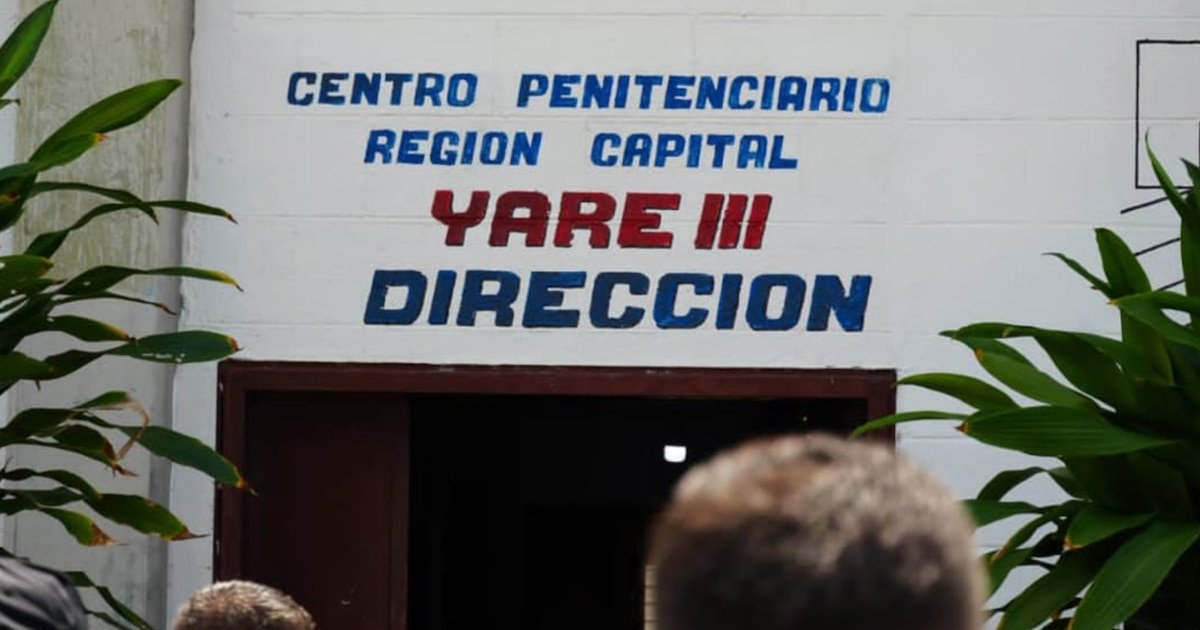 CENTRO PENITENCIARIO
REGION CAPITAL
YARE III
DIRECCION